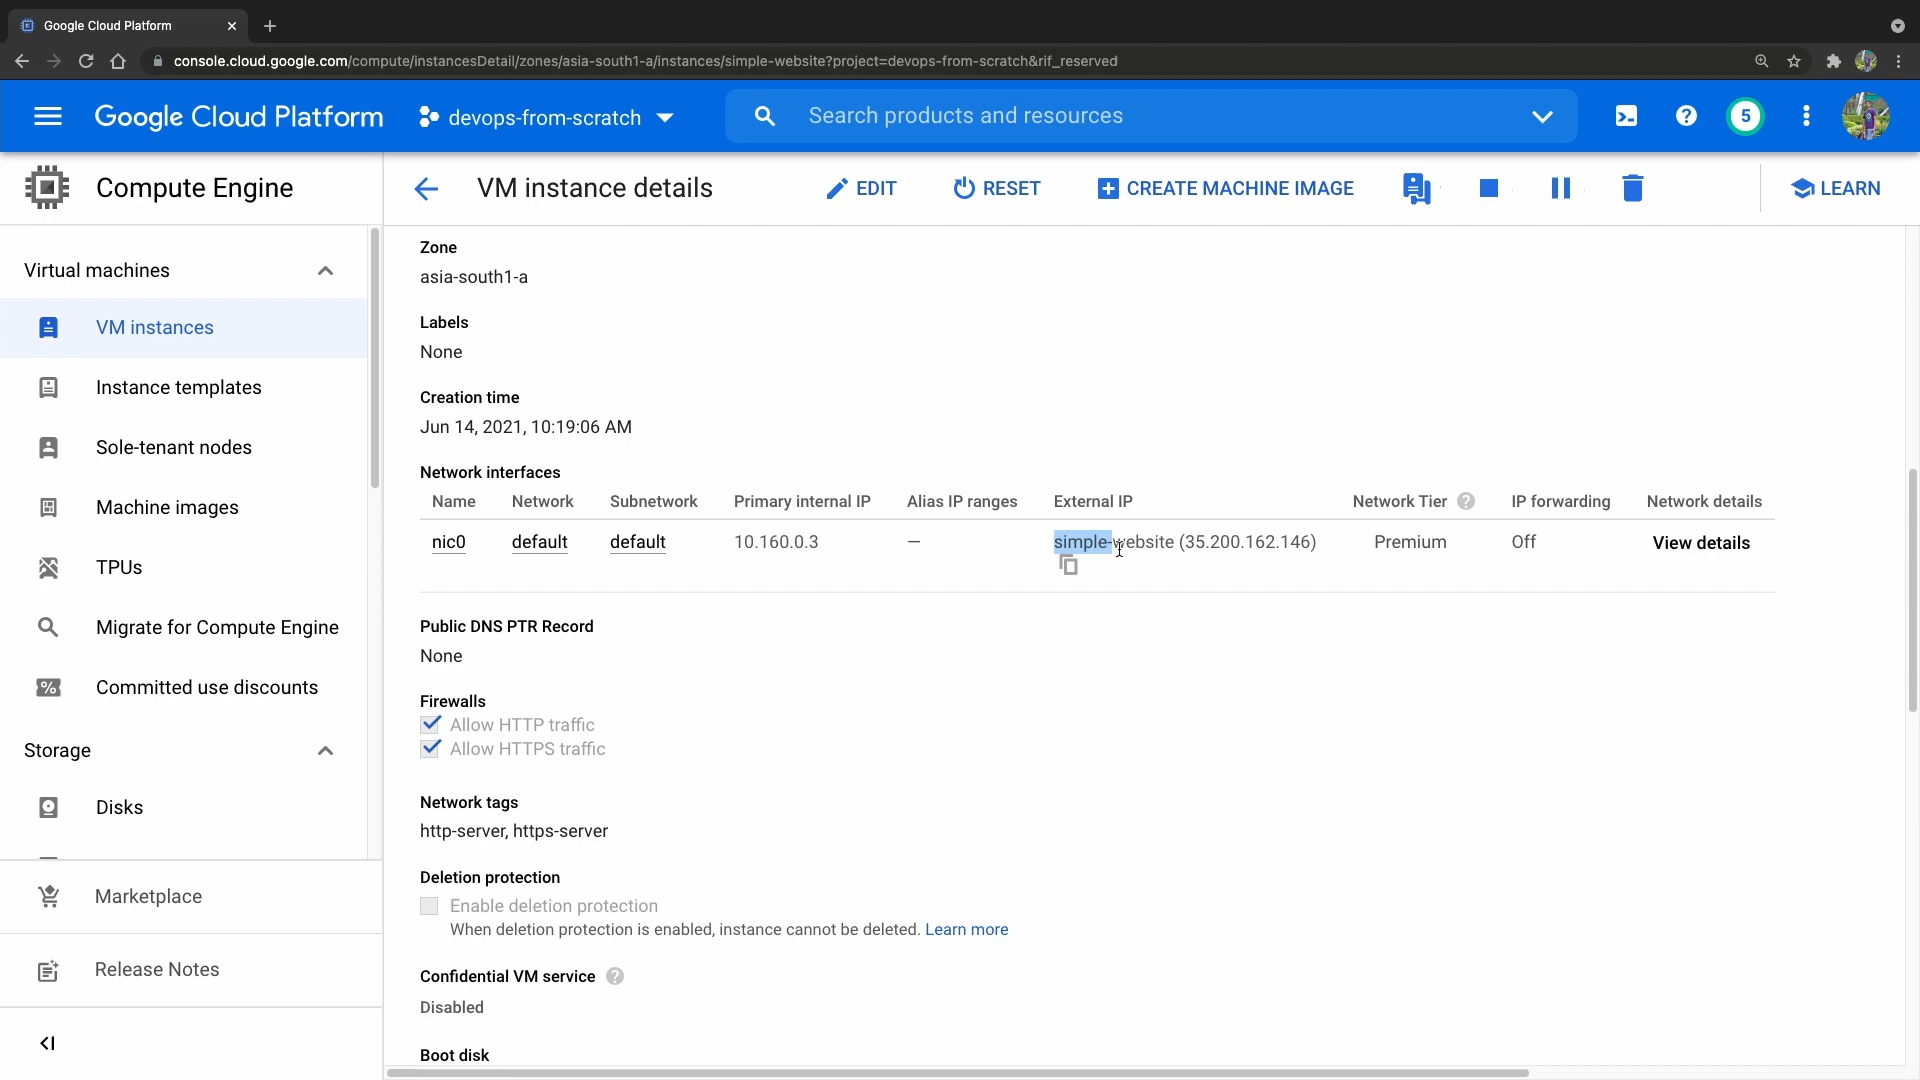 Google Cloud Platform
console.cloud.google.com/compute/instancesDetail/zones/asia-south1-a/instances/simple-website?project=devops-from-scratch&rif_reserved
Google Cloud Platform
devops-from-scratch
Search products and resources
5
Compute Engine
VM instance details
EDIT
RESET
CREATE MACHINE IMAGE
LEARN
Virtual machines
VM instances
Instance templates
Sole-tenant nodes
Machine images
TPUs
Migrate for Compute Engine
Committed use discounts
Storage
Disks
Marketplace
Release Notes
Zone
asia-south1-a
Labels
None
Creation time
Jun 14, 2021, 10:19:06 AM
Network interfaces
Name Network Subnetwork Primary internal IP Alias IP ranges External IP Network Tier IP forwarding Network details
nic0 default default 10.160.0.3 — simple-website (35.200.162.146) Premium Off View details
Public DNS PTR Record
None
Firewalls
Allow HTTP traffic
Allow HTTPS traffic
Network tags
http-server, https-server
Deletion protection
Enable deletion protection
When deletion protection is enabled, instance cannot be deleted. Learn more
Confidential VM service
Disabled
Boot disk